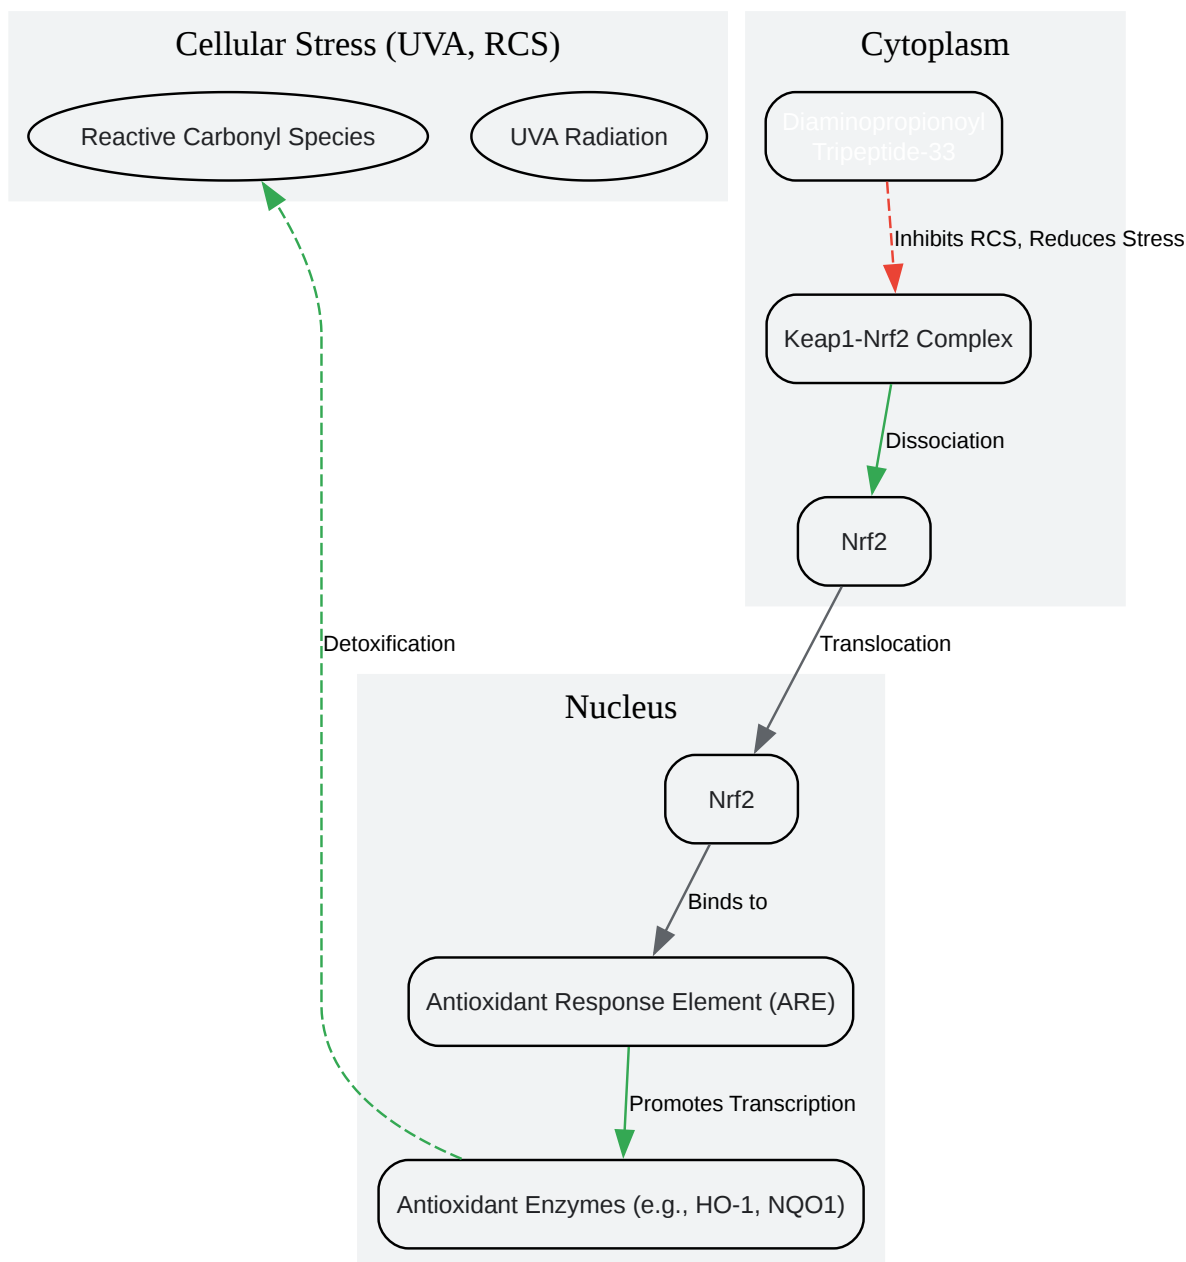 Cellular Stress (UVA, RCS)
Reactive Carbonyl Species
UVA Radiation
Cytoplasm
Diaminopropionoyl
Tripeptide-33
Inhibits RCS, Reduces Stress
Keap1-Nrf2 Complex
Dissociation
Nrf2
Detoxification
Translocation
Nucleus
Nrf2
Binds to
Antioxidant Response Element (ARE)
Promotes Transcription
Antioxidant Enzymes (e.g., HO-1, NQO1)